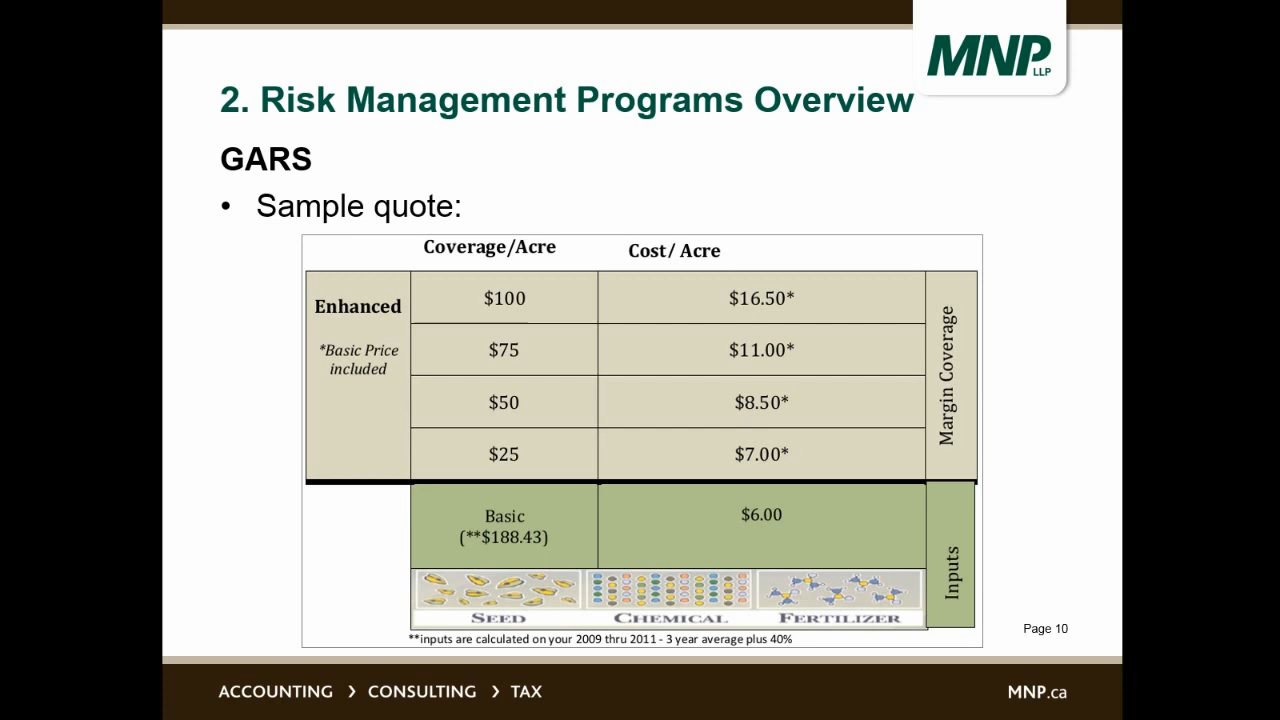 MNP
LLP
2. Risk Management Programs Overview
GARS
• Sample quote:
Coverage/Acre Cost/ Acre
Enhanced
*Basic Price
included
$100 $16.50*
$75 $11.00*
$50 $8.50*
$25 $7.00*
Margin Coverage
Basic
(**$188.43)
$6.00
Inputs
SEED CHEMICAL FERTILIZER
**inputs are calculated on your 2009 thru 2011 - 3 year average plus 40%
Page 10
ACCOUNTING › CONSULTING › TAX
MNP.ca